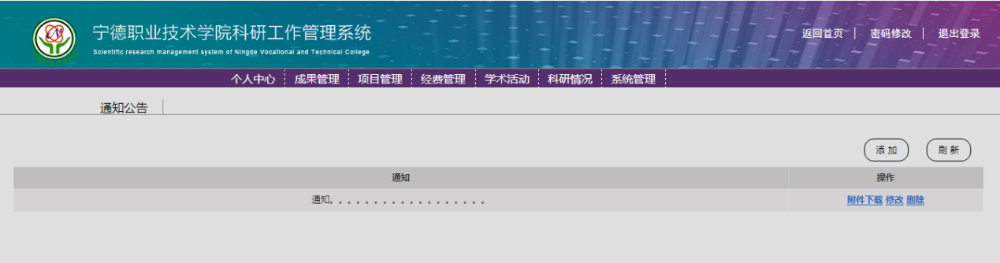 宁德职业技术学院科研工作管理系统
Scientific research management system of Ningde Vocational and Technical College
返回首页 | 密码修改 | 退出登录
个人中心 成果管理 项目管理 经费管理 学术活动 科研情况 系统管理
通知公告
添加 刷新
通知 操作
通知。。。。。。。。。。。。。。。。。。 附件下载 修改 删除